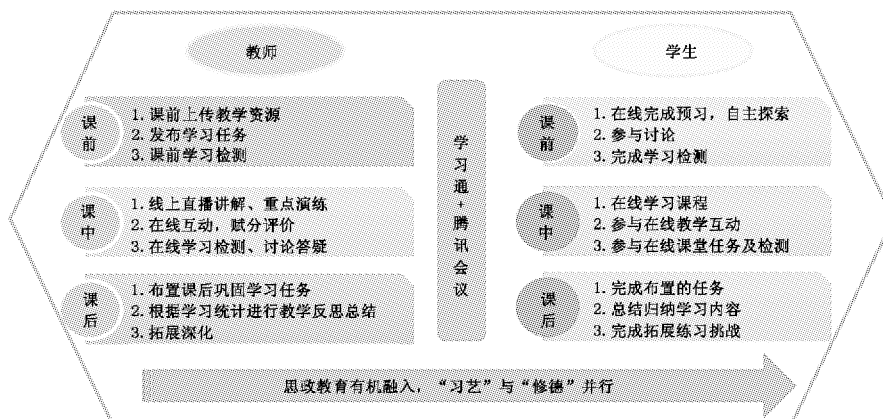 教师
学生
课前
1. 课前上传教学资源
2. 发布学习任务
3. 课前学习检测
课中
1. 线上直播讲解、重点演练
2. 在线互动，赋分评价
3. 在线学习检测、讨论答疑
课后
1. 布置课后巩固学习任务
2. 根据学习统计进行教学反思总结
3. 拓展深化
学习通+腾讯会议
课前
1. 在线完成预习，自主探索
2. 参与讨论
3. 完成学习检测
课中
1. 在线学习课程
2. 参与在线教学互动
3. 参与在线课堂任务及检测
课后
1. 完成布置的任务
2. 总结归纳学习内容
3. 完成拓展练习挑战
思政教育有机融入，“习艺”与“修德”并行